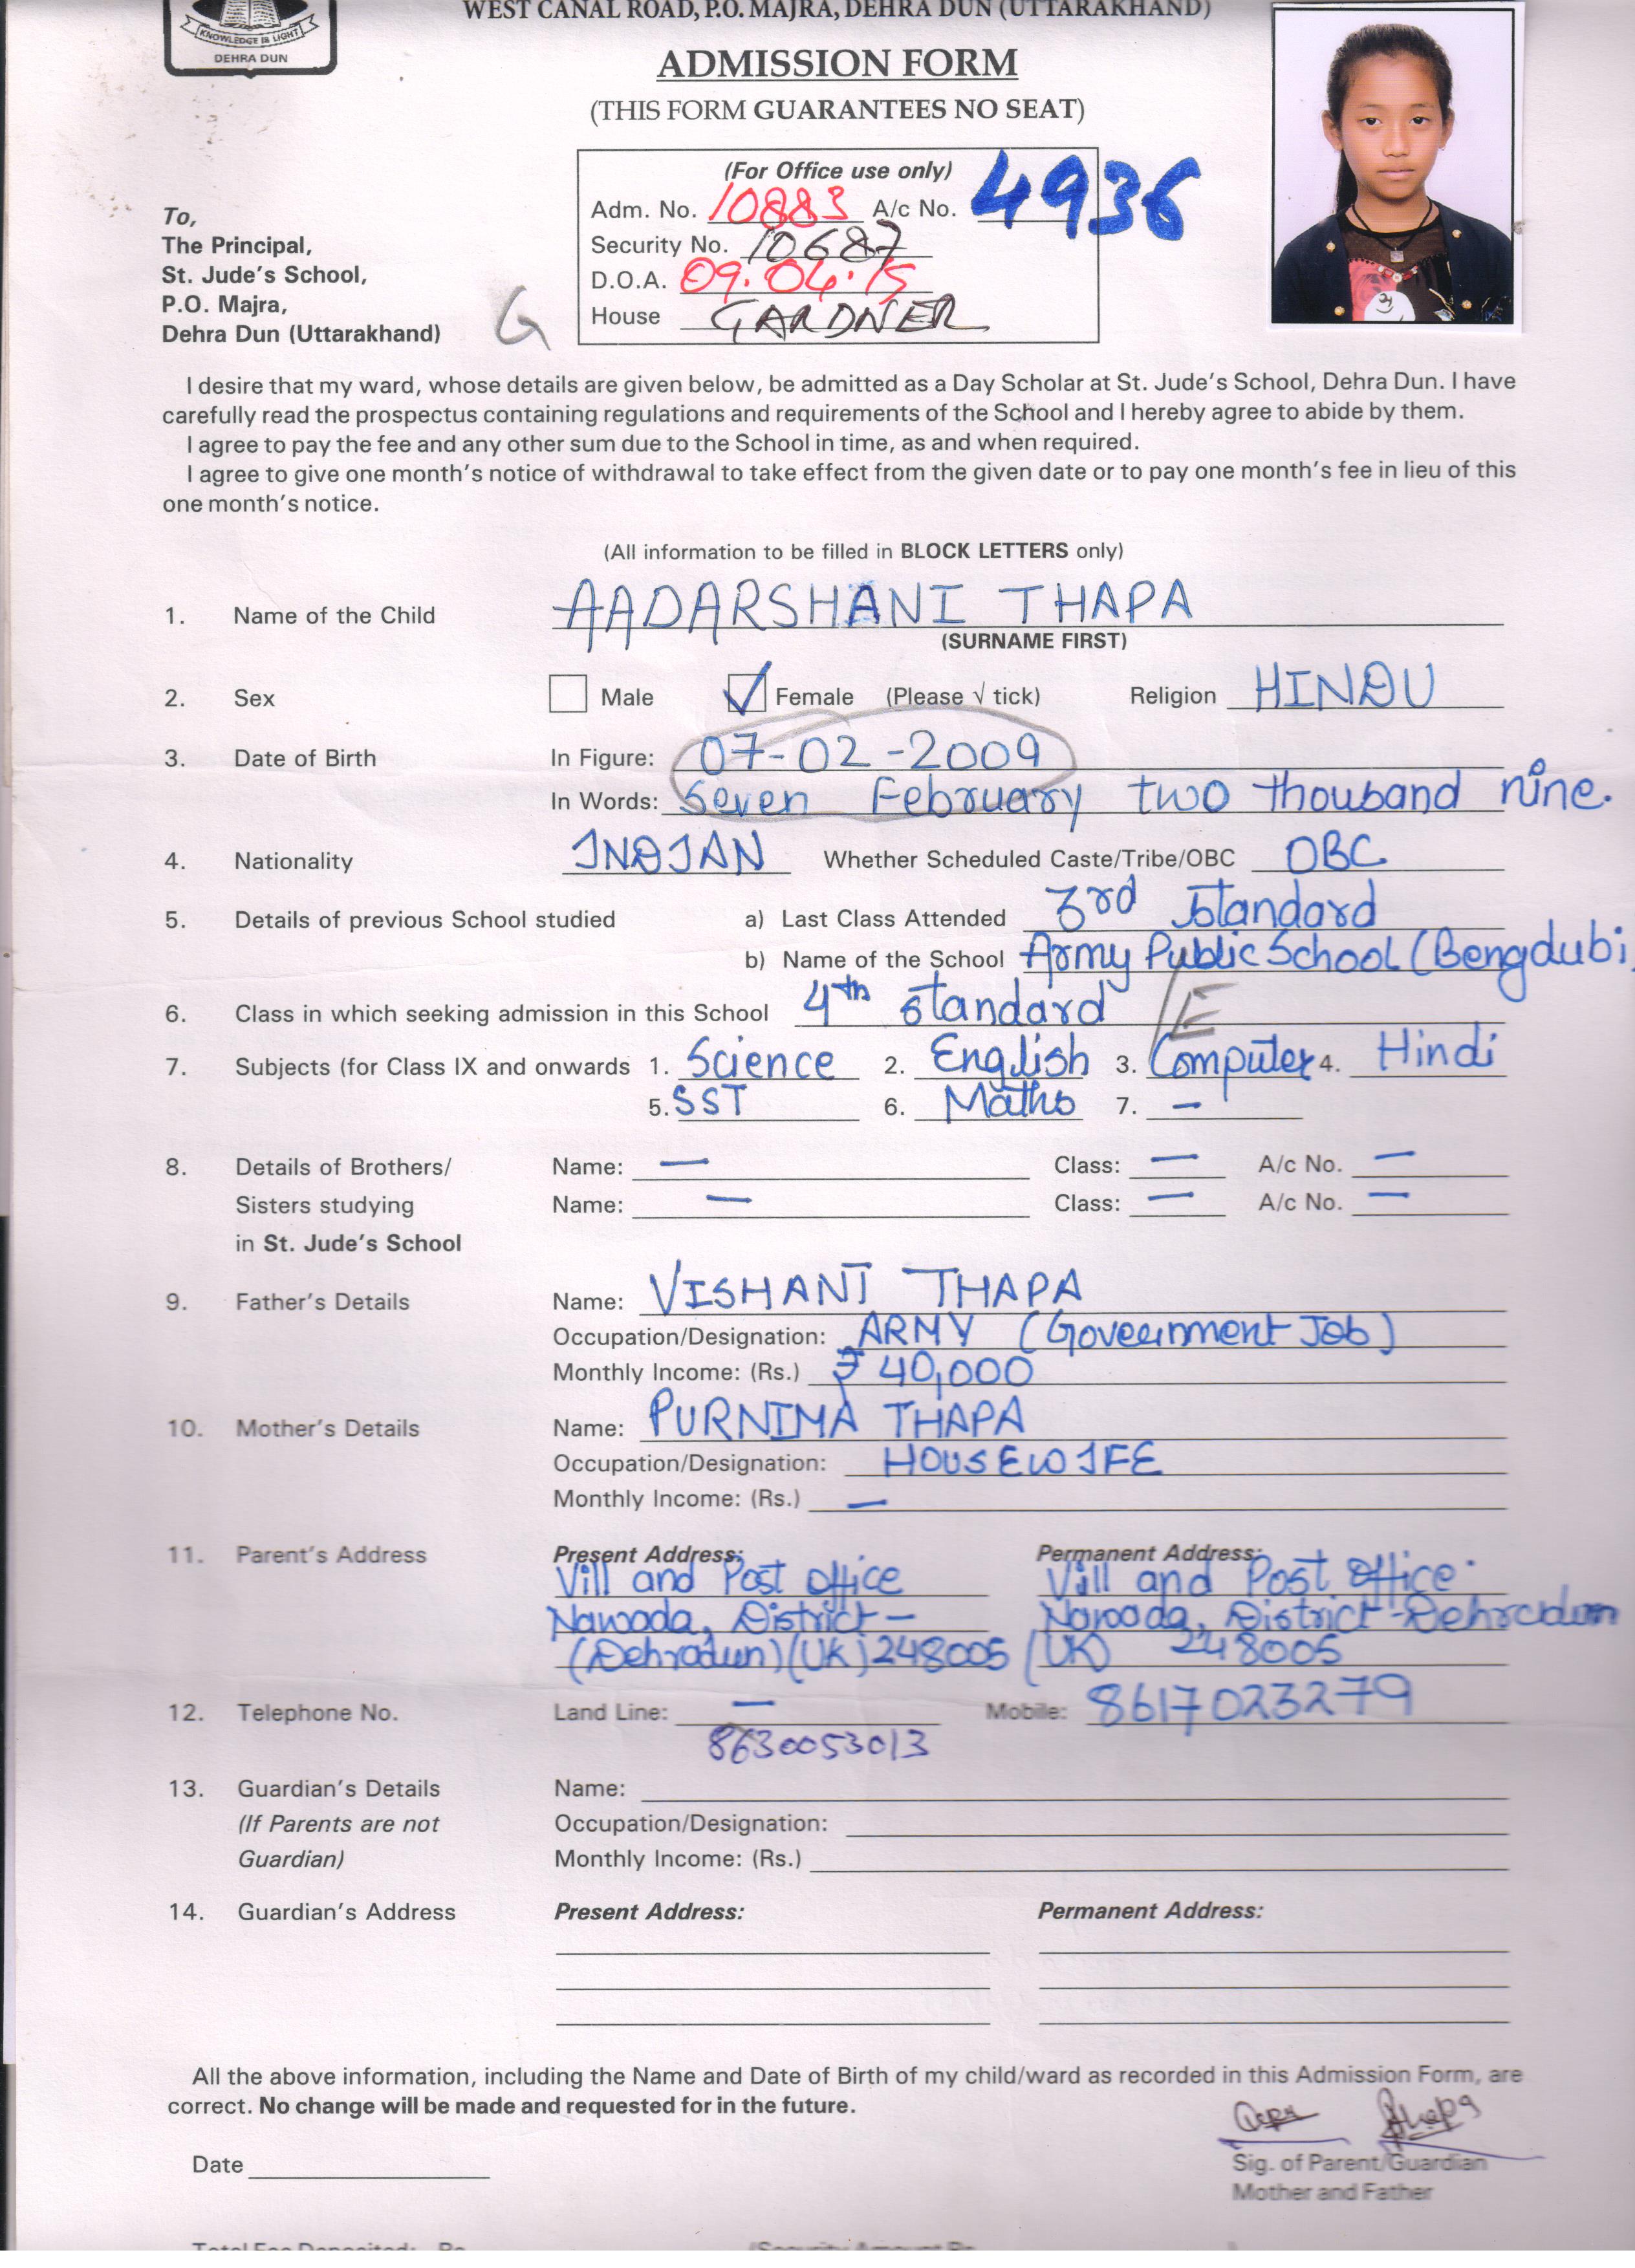 WEST CANAL ROAD, P.O. MAJRA, DEHRA DUN (UTTARAKHAND)
KNOWLEDGE IS LIGHT
DEHRA DUN
ADMISSION FORM
(THIS FORM GUARANTEES NO SEAT)
(For Office use only)
Adm. No. 10883 A/c No. 4936
Security No. 10687
D.O.A. 09.04.15
House GARDNER
G
To,
The Principal,
St. Jude's School,
P.O. Majra,
Dehra Dun (Uttarakhand)
I desire that my ward, whose details are given below, be admitted as a Day Scholar at St. Jude's School, Dehra Dun. I have
carefully read the prospectus containing regulations and requirements of the School and I hereby agree to abide by them.
I agree to pay the fee and any other sum due to the School in time, as and when required.
I agree to give one month's notice of withdrawal to take effect from the given date or to pay one month's fee in lieu of this
one month's notice.
(All information to be filled in BLOCK LETTERS only)
1. Name of the Child AADARSHANI THAPA
(SURNAME FIRST)
2. Sex Male Female (Please √ tick) Religion HINDU
3. Date of Birth In Figure: 07-02-2009
In Words: Seven February two thousand nine.
4. Nationality INDIAN Whether Scheduled Caste/Tribe/OBC OBC
5. Details of previous School studied a) Last Class Attended 3rd Standard
b) Name of the School Army Public School (Bengdubi)
6. Class in which seeking admission in this School 4th standard E
7. Subjects (for Class IX and onwards 1. Science 2. English 3. Computer 4. Hindi
5. SST 6. Maths 7. —
8. Details of Brothers/ Name: — Class: — A/c No. —
Sisters studying Name: — Class: — A/c No. —
in St. Jude's School
9. Father's Details Name: VISHANT THAPA
Occupation/Designation: ARMY (Government Job)
Monthly Income: (Rs.) ₹ 40,000
10. Mother's Details Name: PURNIMA THAPA
Occupation/Designation: HOUSEWIFE
Monthly Income: (Rs.) —
11. Parent's Address Present Address: Permanent Address:
Vill and Post office Vill and Post office
Nawada, District - Nawada, District - Dehradun
(Dehradun) (UK) 248005 (UK) 248005
12. Telephone No. Land Line: — Mobile: 8617023279
8630053013
13. Guardian's Details Name:
(If Parents are not Occupation/Designation:
Guardian) Monthly Income: (Rs.)
14. Guardian's Address Present Address: Permanent Address:
All the above information, including the Name and Date of Birth of my child/ward as recorded in this Admission Form, are
correct. No change will be made and requested for in the future.
Date
Sig. of Parent/Guardian
Mother and Father